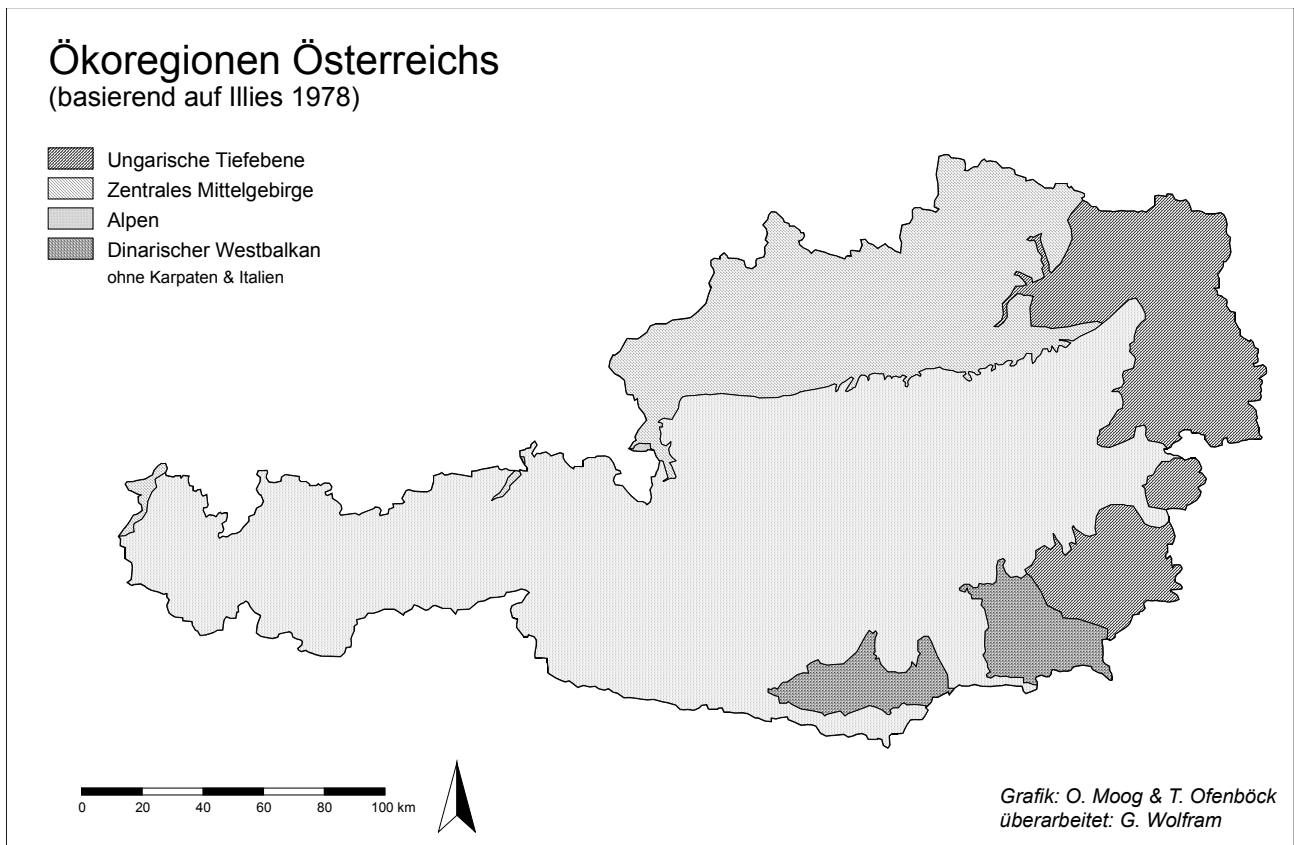 Ökoregionen Österreichs
(basierend auf Illies 1978)
Ungarische Tiefebene
Zentrales Mittelgebirge
Alpen
Dinarischer Westbalkan
ohne Karpaten & Italien
0 20 40 60 80 100 km
Grafik: O. Moog & T. Ofenböck
überarbeitet: G. Wolfram